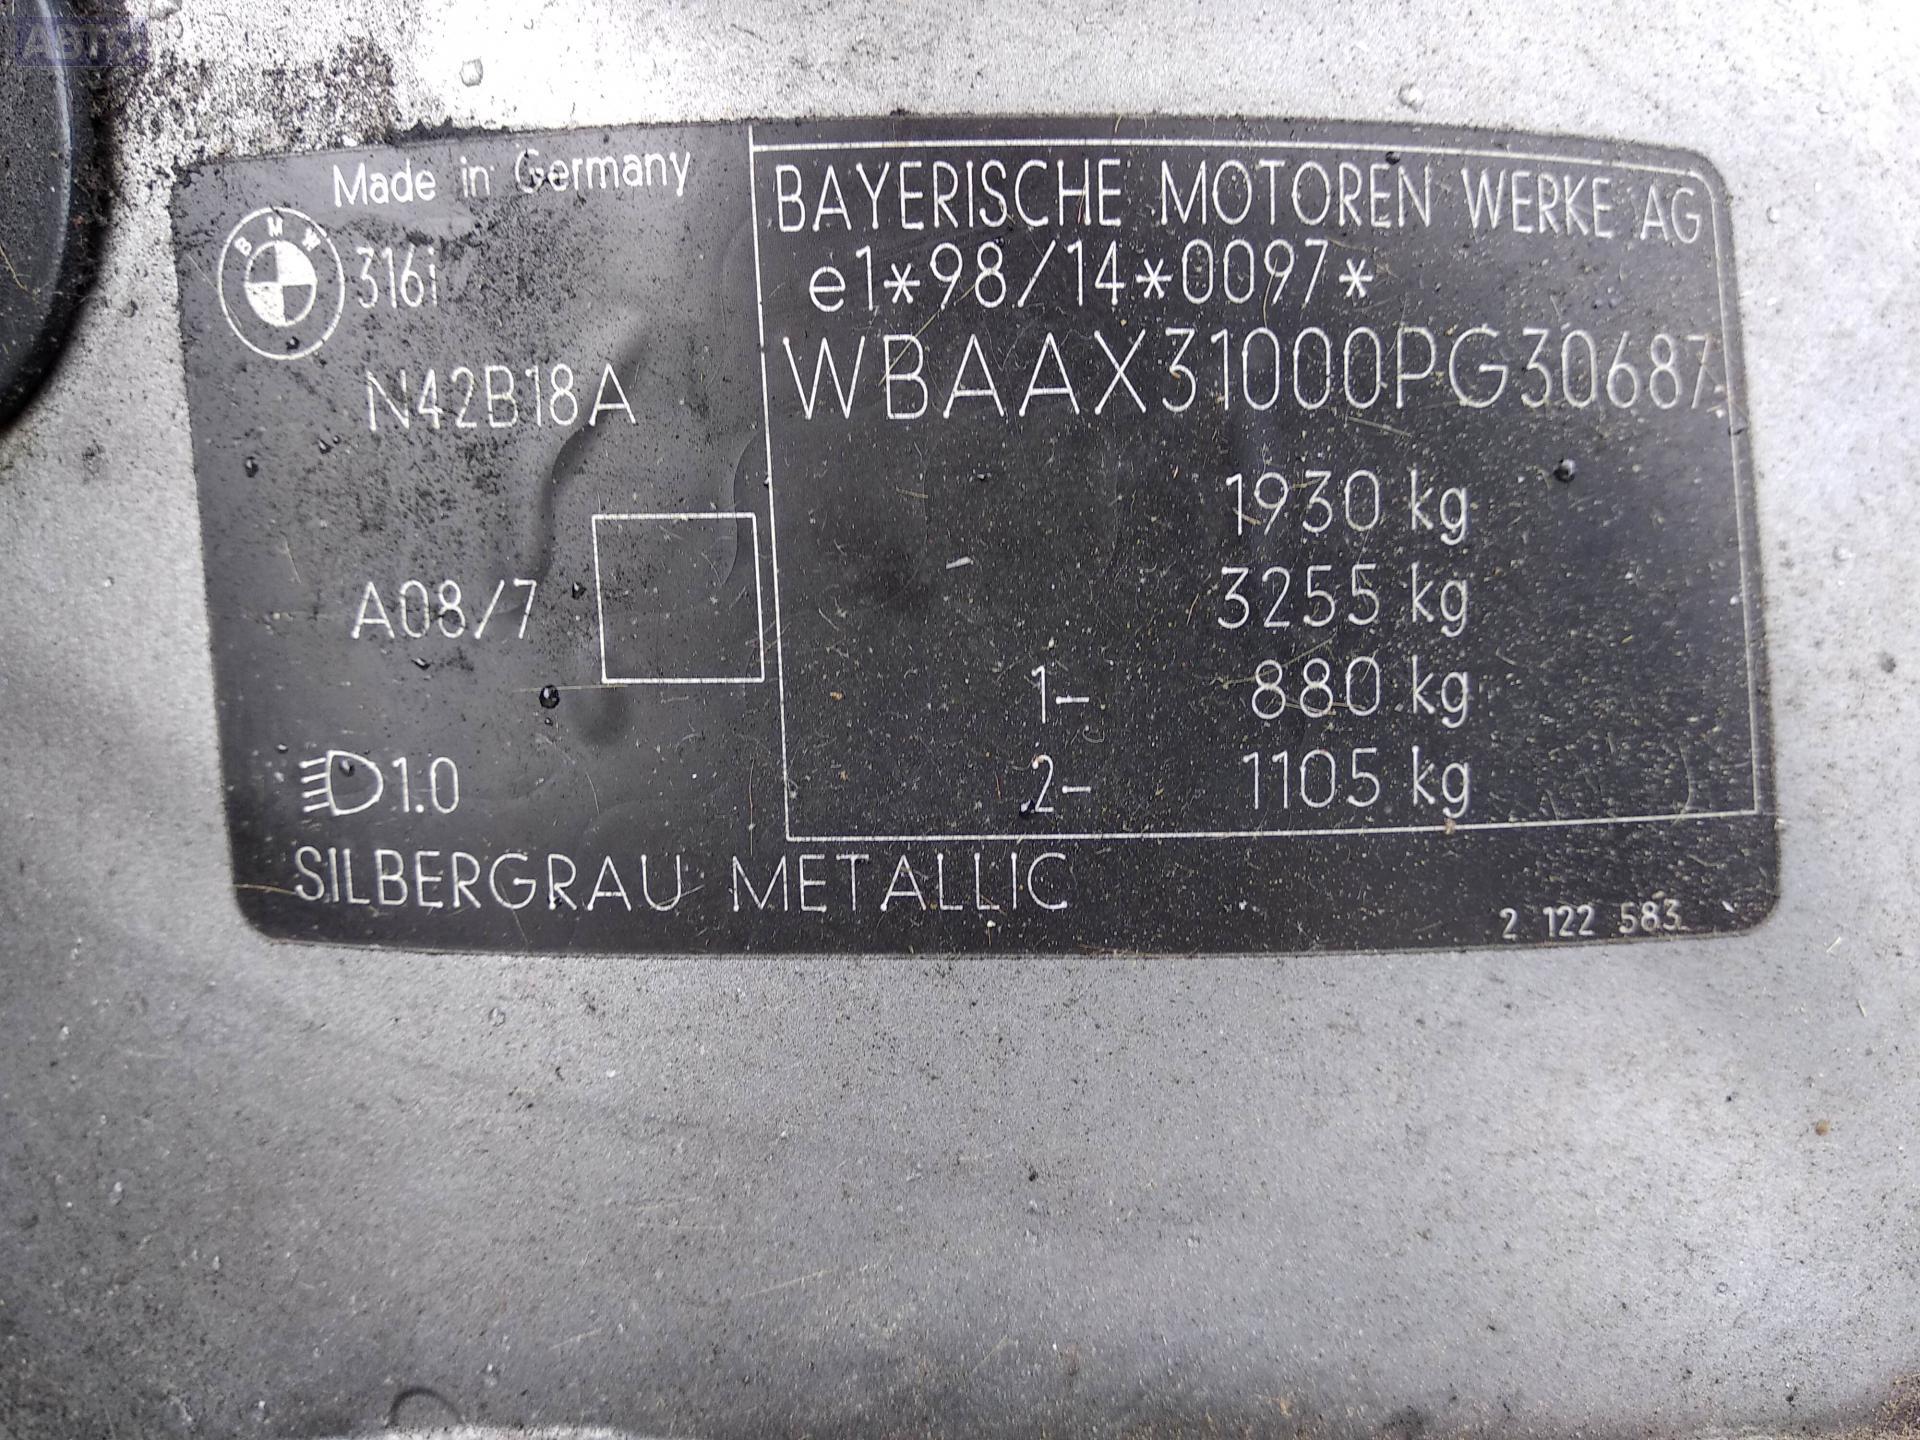 Made in Germany
BMW
316i
N42B18A
A08/7
1.0
SILBERGRAU METALLIC
BAYERISCHE MOTOREN WERKE AG
e1*98/14*0097*
WBAAX31000PG30687
1930 kg
3255 kg
1- 880 kg
2- 1105 kg
2 122 583